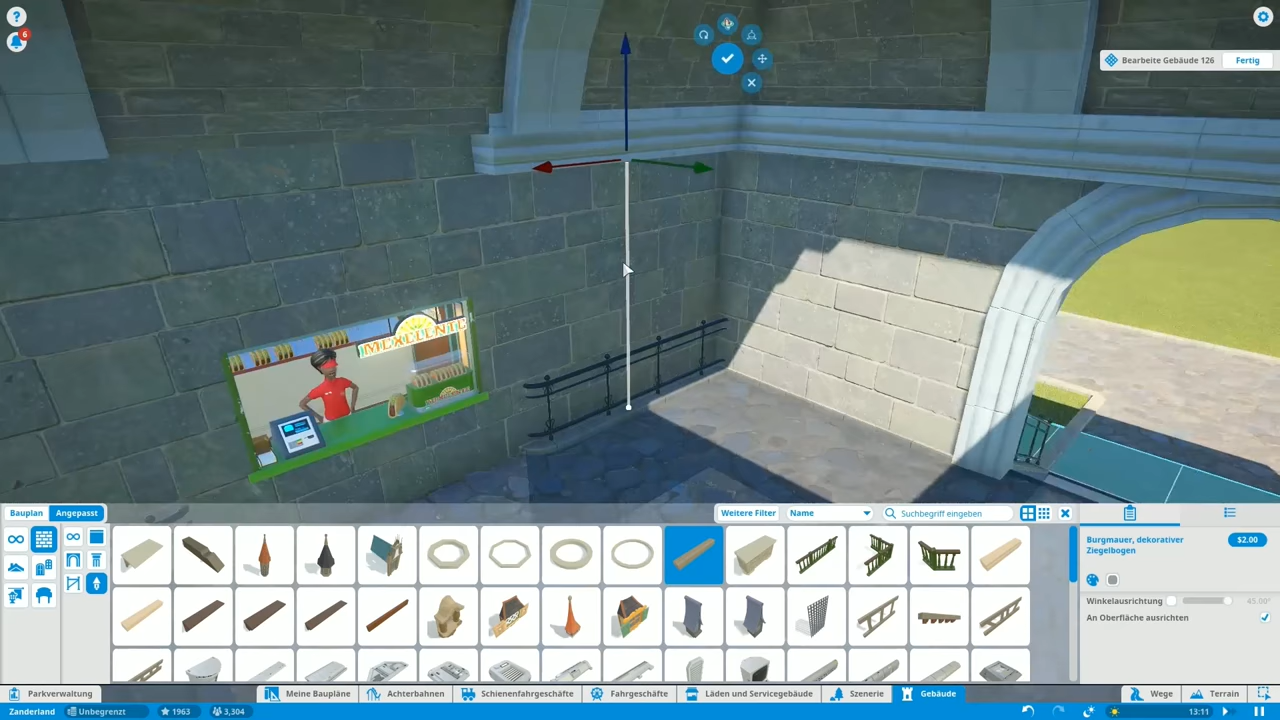 ?
6
Bearbeite Gebäude 126
Fertig
MEXELLENTE
Bauplan
Angepasst
Weitere Filter
Name
Suchbegriff eingeben
Burgmauer, dekorativer
Ziegelbogen
$2.00
Winkelausrichtung
45.00°
An Oberfläche ausrichten
Parkverwaltung
Meine Baupläne
Achterbahnen
Schienenfahrgeschäfte
Fahrgeschäfte
Läden und Servicegebäude
Szenerie
Gebäude
Wege
Terrain
Zanderland
Unbegrenzt
1963
3,304
13:11